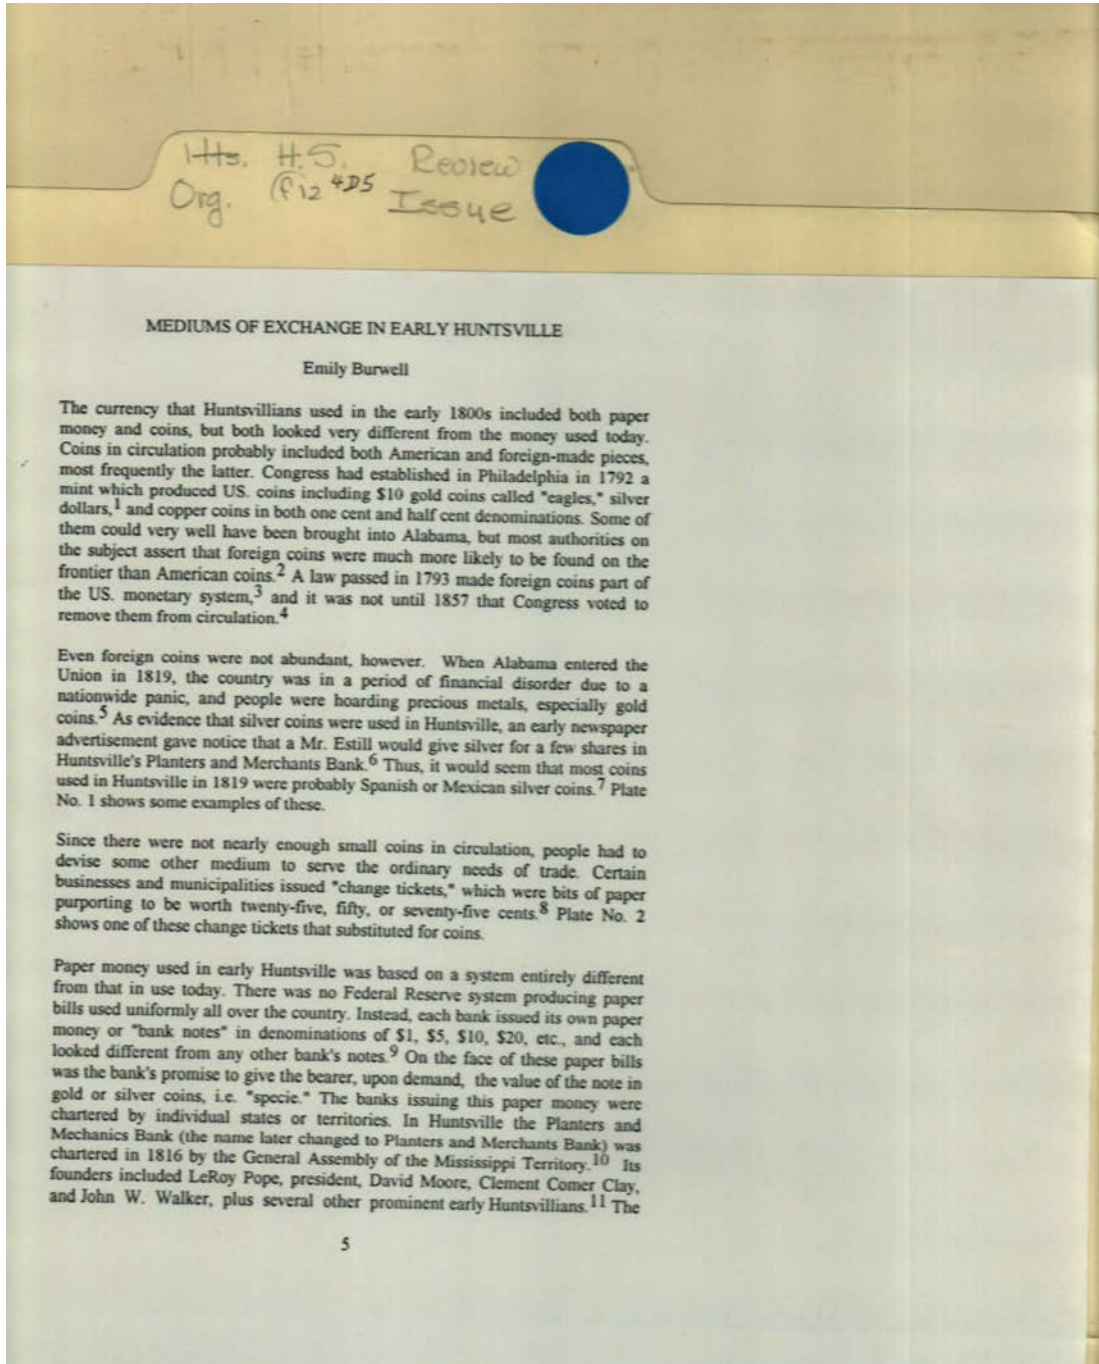 Hts. H.S. Review
Org. f12 4D5 Issue
MEDIUMS OF EXCHANGE IN EARLY HUNTSVILLE
Emily Burwell
The currency that Huntsvillians used in the early 1800s included both paper
money and coins, but both looked very different from the money used today.
Coins in circulation probably included both American and foreign-made pieces,
most frequently the latter. Congress had established in Philadelphia in 1792 a
mint which produced US. coins including $10 gold coins called "eagles," silver
dollars,1 and copper coins in both one cent and half cent denominations. Some of
them could very well have been brought into Alabama, but most authorities on
the subject assert that foreign coins were much more likely to be found on the
frontier than American coins.2 A law passed in 1793 made foreign coins part of
the US. monetary system,3 and it was not until 1857 that Congress voted to
remove them from circulation.4
Even foreign coins were not abundant, however. When Alabama entered the
Union in 1819, the country was in a period of financial disorder due to a
nationwide panic, and people were hoarding precious metals, especially gold
coins.5 As evidence that silver coins were used in Huntsville, an early newspaper
advertisement gave notice that a Mr. Estill would give silver for a few shares in
Huntsville's Planters and Merchants Bank.6 Thus, it would seem that most coins
used in Huntsville in 1819 were probably Spanish or Mexican silver coins.7 Plate
No. 1 shows some examples of these.
Since there were not nearly enough small coins in circulation, people had to
devise some other medium to serve the ordinary needs of trade. Certain
businesses and municipalities issued "change tickets," which were bits of paper
purporting to be worth twenty-five, fifty, or seventy-five cents.8 Plate No. 2
shows one of these change tickets that substituted for coins.
Paper money used in early Huntsville was based on a system entirely different
from that in use today. There was no Federal Reserve system producing paper
bills used uniformly all over the country. Instead, each bank issued its own paper
money or "bank notes" in denominations of $1, $5, $10, $20, etc., and each
looked different from any other bank's notes.9 On the face of these paper bills
was the bank's promise to give the bearer, upon demand, the value of the note in
gold or silver coins, i.e. "specie." The banks issuing this paper money were
chartered by individual states or territories. In Huntsville the Planters and
Mechanics Bank (the name later changed to Planters and Merchants Bank) was
chartered in 1816 by the General Assembly of the Mississippi Territory.10 Its
founders included LeRoy Pope, president, David Moore, Clement Comer Clay,
and John W. Walker, plus several other prominent early Huntsvillians.11 The
5